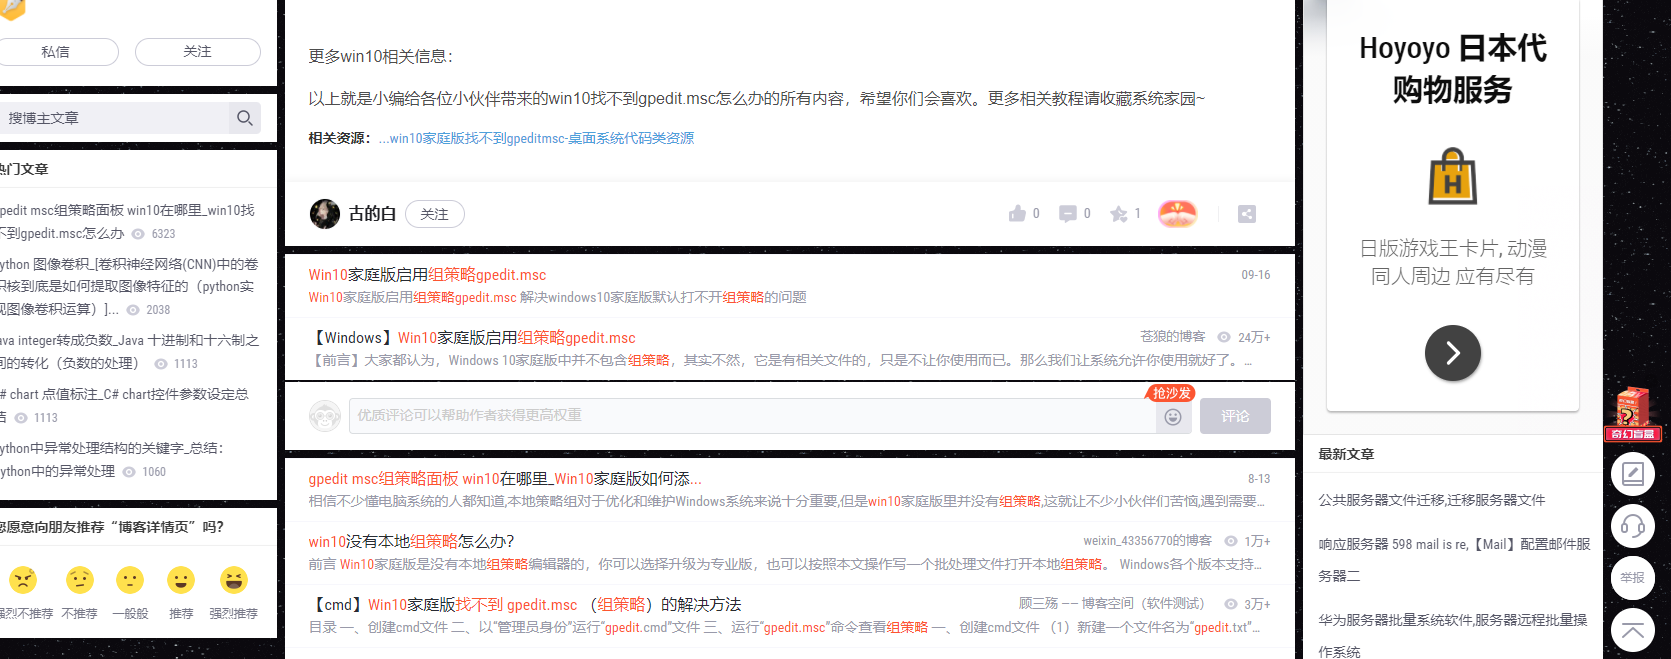 私信
关注
搜博主文章
热门文章
pedit msc组策略面板 win10在哪里_win10找
不到gpedit.msc怎么办 6323
ython 图像卷积_[卷积神经网络(CNN)中的卷
积核到底是如何提取图像特征的（python实
现图像卷积运算）]... 2038
ava integer转成负数_Java 十进制和十六制之
间的转化（负数的处理） 1113
# chart 点值标注_C# chart控件参数设定总
结 1113
ython中异常处理结构的关键字_总结：
ython中的异常处理 1060
您愿意向朋友推荐“博客详情页”吗？
强烈不推荐 不推荐 一般般 推荐 强烈推荐
更多win10相关信息：
以上就是小编给各位小伙伴带来的win10找不到gpedit.msc怎么办的所有内容，希望你们会喜欢。更多相关教程请收藏系统家园~
相关资源：...win10家庭版找不到gpeditmsc-桌面系统代码类资源
古的白 关注 0 0 1
Win10家庭版启用组策略gpedit.msc 09-16
Win10家庭版启用组策略gpedit.msc 解决windows10家庭版默认打不开组策略的问题
【Windows】Win10家庭版启用组策略gpedit.msc 苍狼的博客 24万+
【前言】大家都认为，Windows 10家庭版中并不包含组策略，其实不然，它是有相关文件的，只是不让你使用而已。那么我们让系统允许你使用就好了。...
抢沙发
优质评论可以帮助作者获得更高权重 评论
gpedit msc组策略面板 win10在哪里_Win10家庭版如何添... 8-13
相信不少懂电脑系统的人都知道,本地策略组对于优化和维护Windows系统来说十分重要,但是win10家庭版里并没有组策略,这就让不少小伙伴们苦恼,遇到需要...
win10没有本地组策略怎么办？ weixin_43356770的博客 1万+
前言 Win10家庭版是没有本地组策略编辑器的，你可以选择升级为专业版，也可以按照本文操作写一个批处理文件打开本地组策略。 Windows各个版本支持...
【cmd】Win10家庭版找不到 gpedit.msc （组策略）的解决方法 顾三殇 —— 博客空间（软件测试） 3万+
目录 一、创建cmd文件 二、以“管理员身份”运行“gpedit.cmd”文件 三、运行“gpedit.msc”命令查看组策略 一、创建cmd文件 （1）新建一个文件名为“gpedit.txt”...
Hoyoyo 日本代
购物服务
H
日版游戏王卡片, 动漫
同人周边 应有尽有
最新文章
公共服务器文件迁移,迁移服务器文件
响应服务器 598 mail is re,【Mail】配置邮件服
务器二
华为服务器批量系统软件,服务器远程批量操
作系统
?
奇幻盲盒
举报